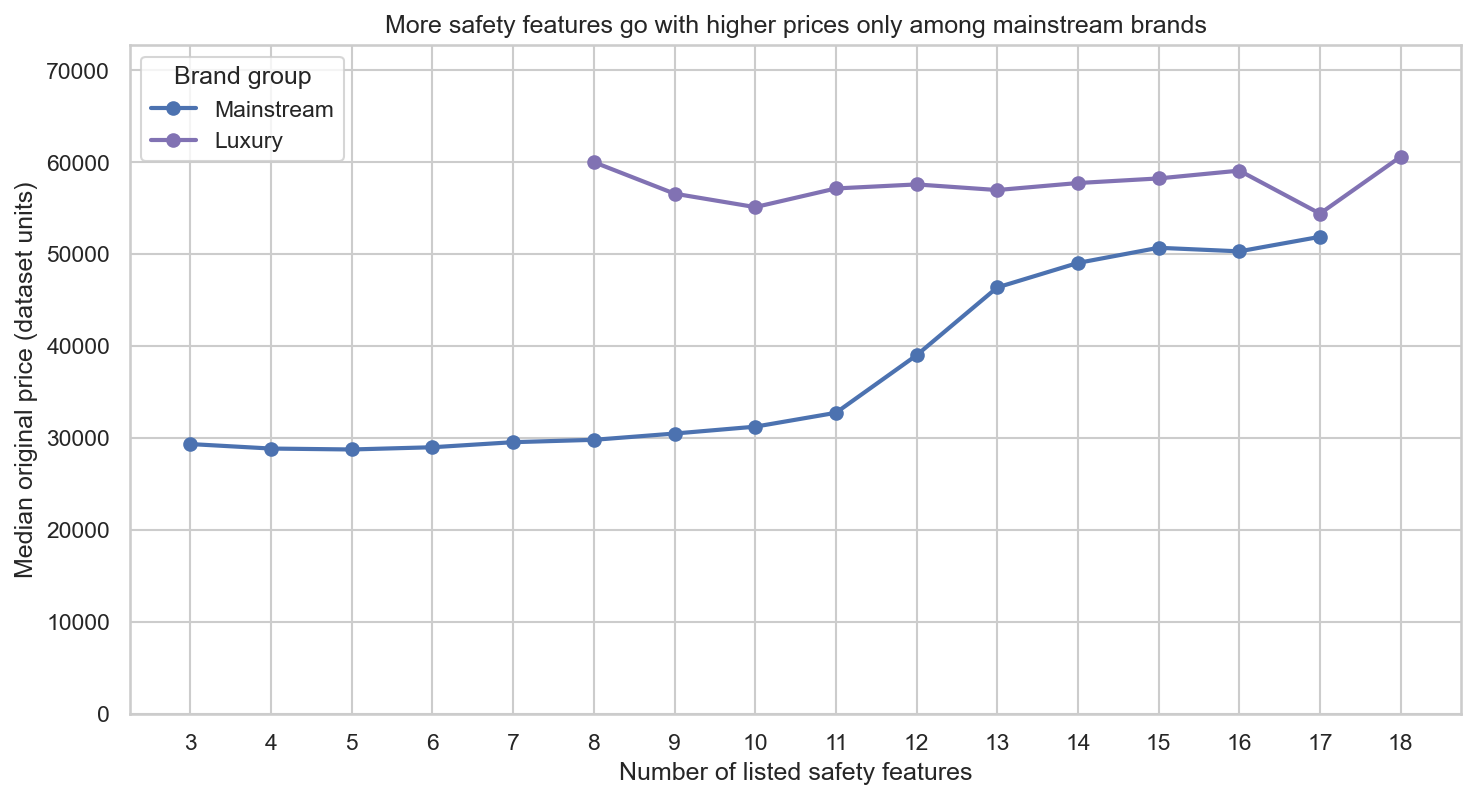 More safety features go with higher prices only among mainstream brands
Brand group
Mainstream
Luxury
Median original price (dataset units)
70000
60000
50000
40000
30000
20000
10000
0
3 4 5 6 7 8 9 10 11 12 13 14 15 16 17 18
Number of listed safety features